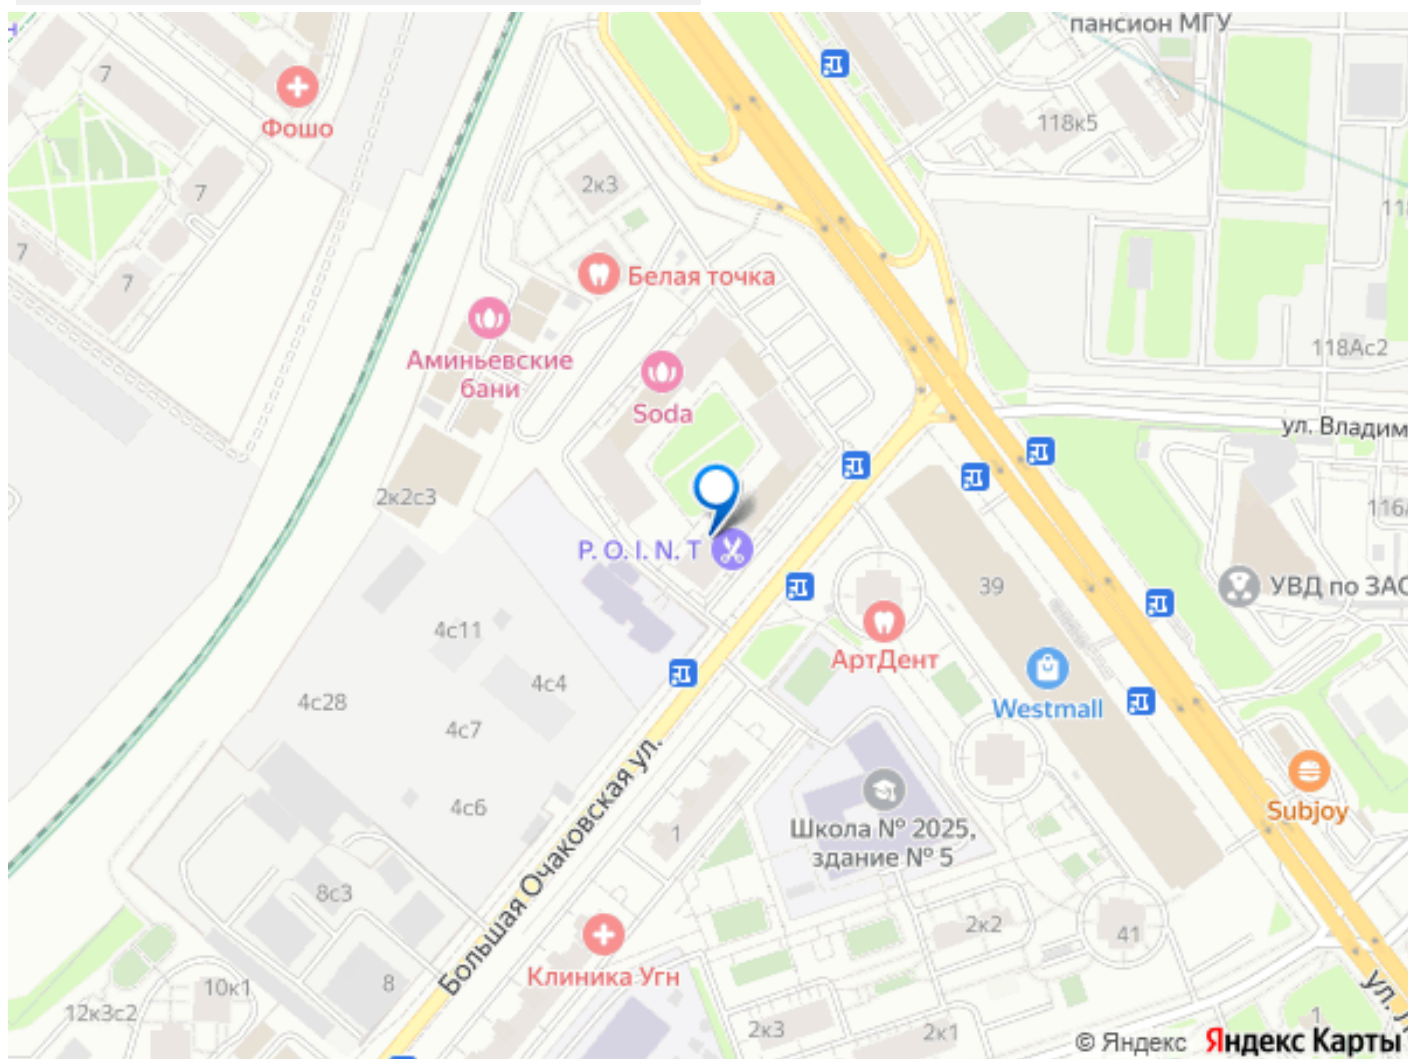 пансион МГУ
7
Фошо
118к5
2к3
7
7
7
Белая точка
Аминьевские
бани
Soda
118Ас2
ул. Владим
2к2с3
P. O. I. N. T
39
УВД по ЗАО
4с11
АртДент
4с4
4с28
Westmall
4с7
4с6
Subjoy
1
Школа № 2025,
здание № 5
Большая Очаковская ул.
8с3
2к2
41
Клиника Угн
8
10к1
12к3с2
2к3
2к1
1
ул. Л
© Яндекс Яндекс Карты